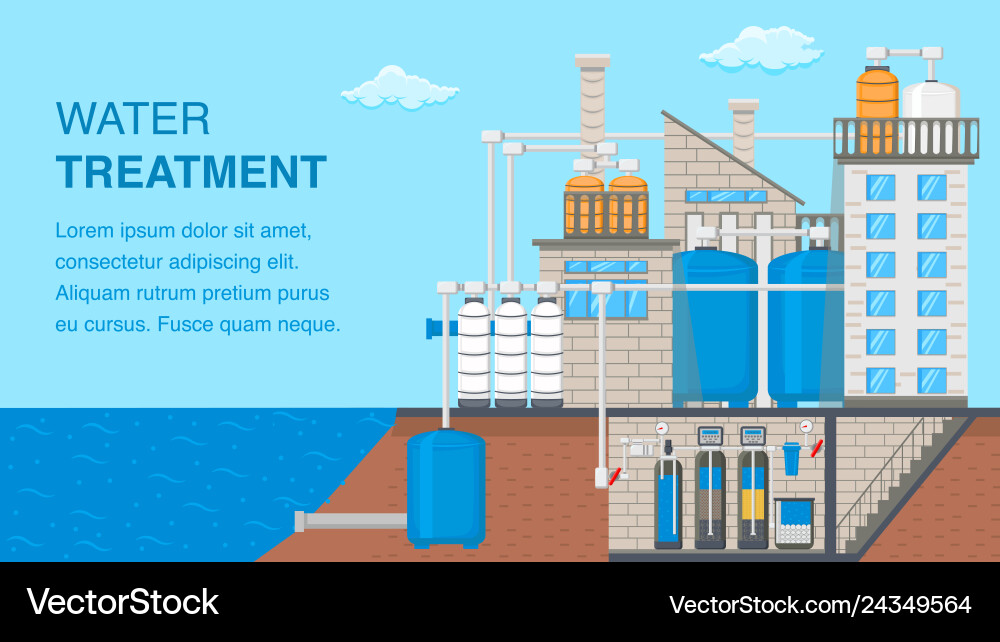 WATER
TREATMENT
Lorem ipsum dolor sit amet,
consectetur adipiscing elit.
Aliquam rutrum pretium purus
eu cursus. Fusce quam neque.
VectorStock
VectorStock.com/24349564